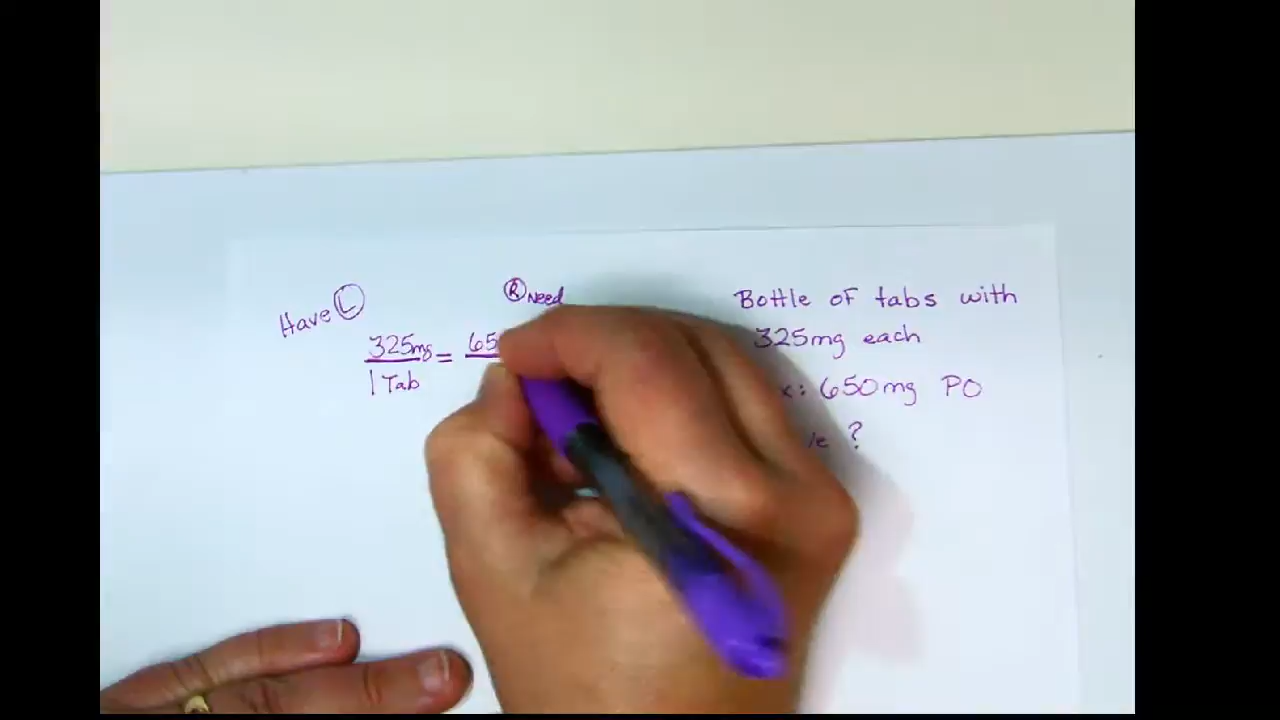 Have L
R Need
325mg = 65
1 Tab
Bottle of tabs with
325mg each
x: 650mg PO
?